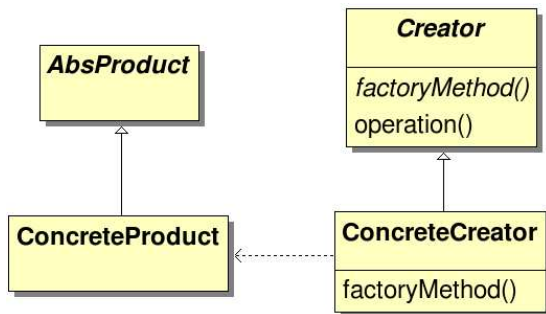 AbsProduct
Creator
factoryMethod()
operation()
ConcreteProduct
ConcreteCreator
factoryMethod()